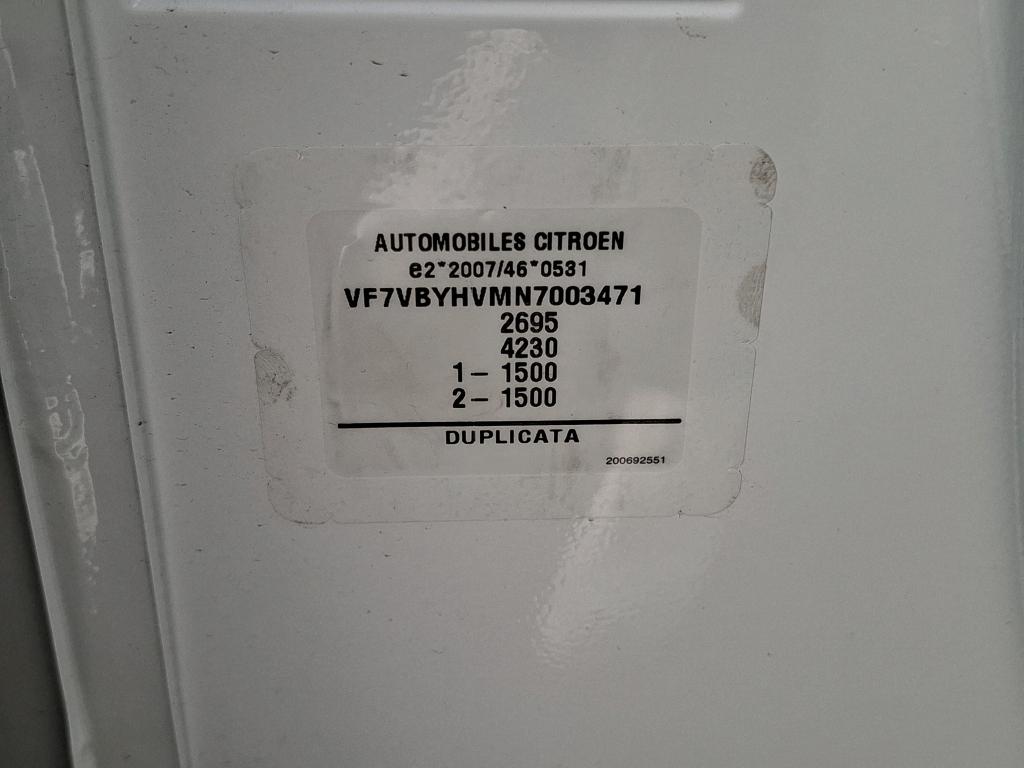 AUTOMOBILES CITROEN
e2*2007/46*0531
VF7VBYHVMN7003471
2695
4230
1- 1500
2- 1500
DUPLICATA
200692551